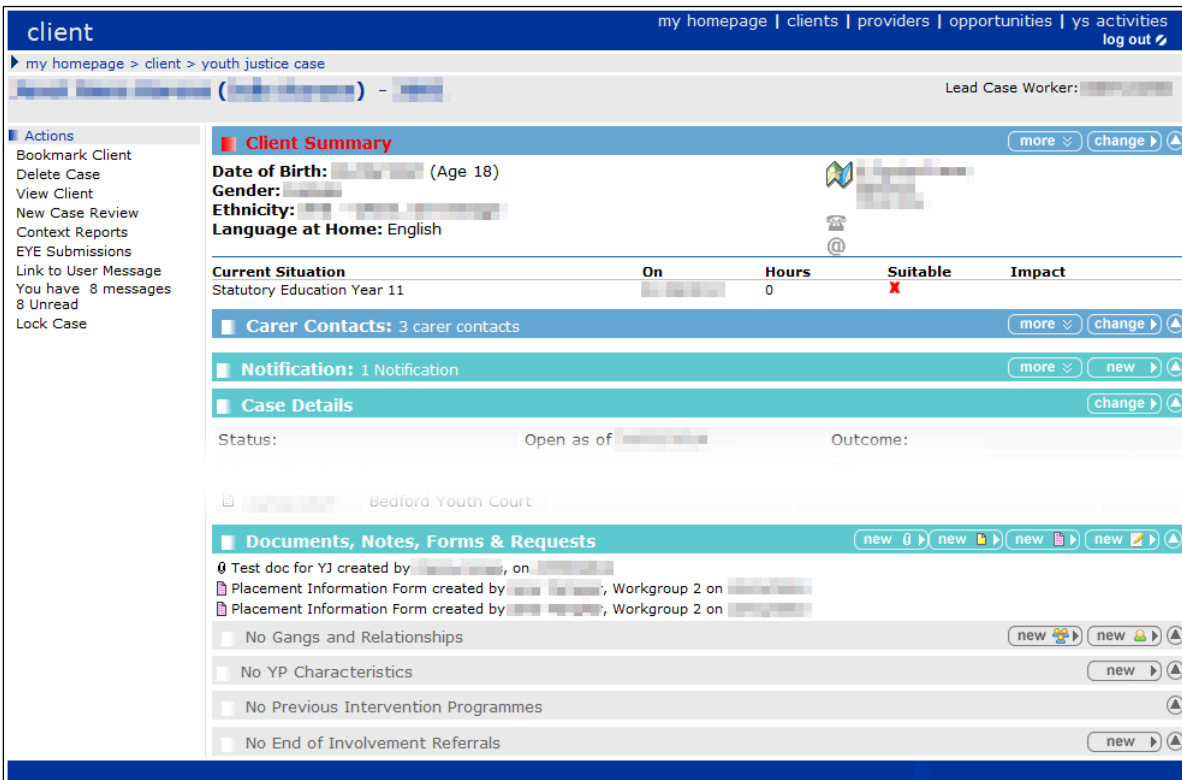 client
my homepage | clients | providers | opportunities | ys activities
log out
my homepage > client > youth justice case
( ) -
Lead Case Worker:
Actions
Bookmark Client
Delete Case
View Client
New Case Review
Context Reports
EYE Submissions
Link to User Message
You have 8 messages
8 Unread
Lock Case
Client Summary more change
Date of Birth: (Age 18)
Gender:
Ethnicity:
Language at Home: English
Current Situation On Hours Suitable Impact
Statutory Education Year 11 0
Carer Contacts: 3 carer contacts more change
Notification: 1 Notification more new
Case Details change
Status: Open as of Outcome:
Bedford Youth Court
Documents, Notes, Forms & Requests new new new new
Test doc for YJ created by , on
Placement Information Form created by , Workgroup 2 on
Placement Information Form created by , Workgroup 2 on
No Gangs and Relationships new new
No YP Characteristics new
No Previous Intervention Programmes
No End of Involvement Referrals new